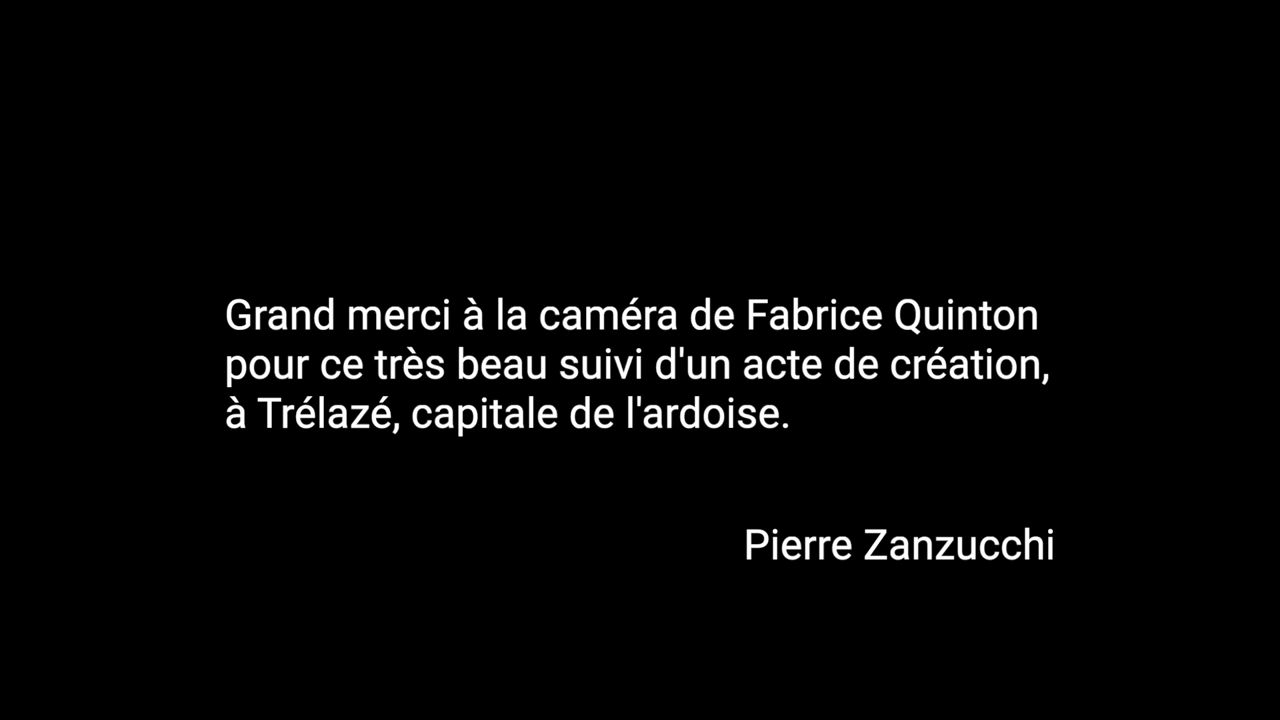 Grand merci à la caméra de Fabrice Quinton
pour ce très beau suivi d'un acte de création,
à Trélazé, capitale de l'ardoise.
Pierre Zanzucchi